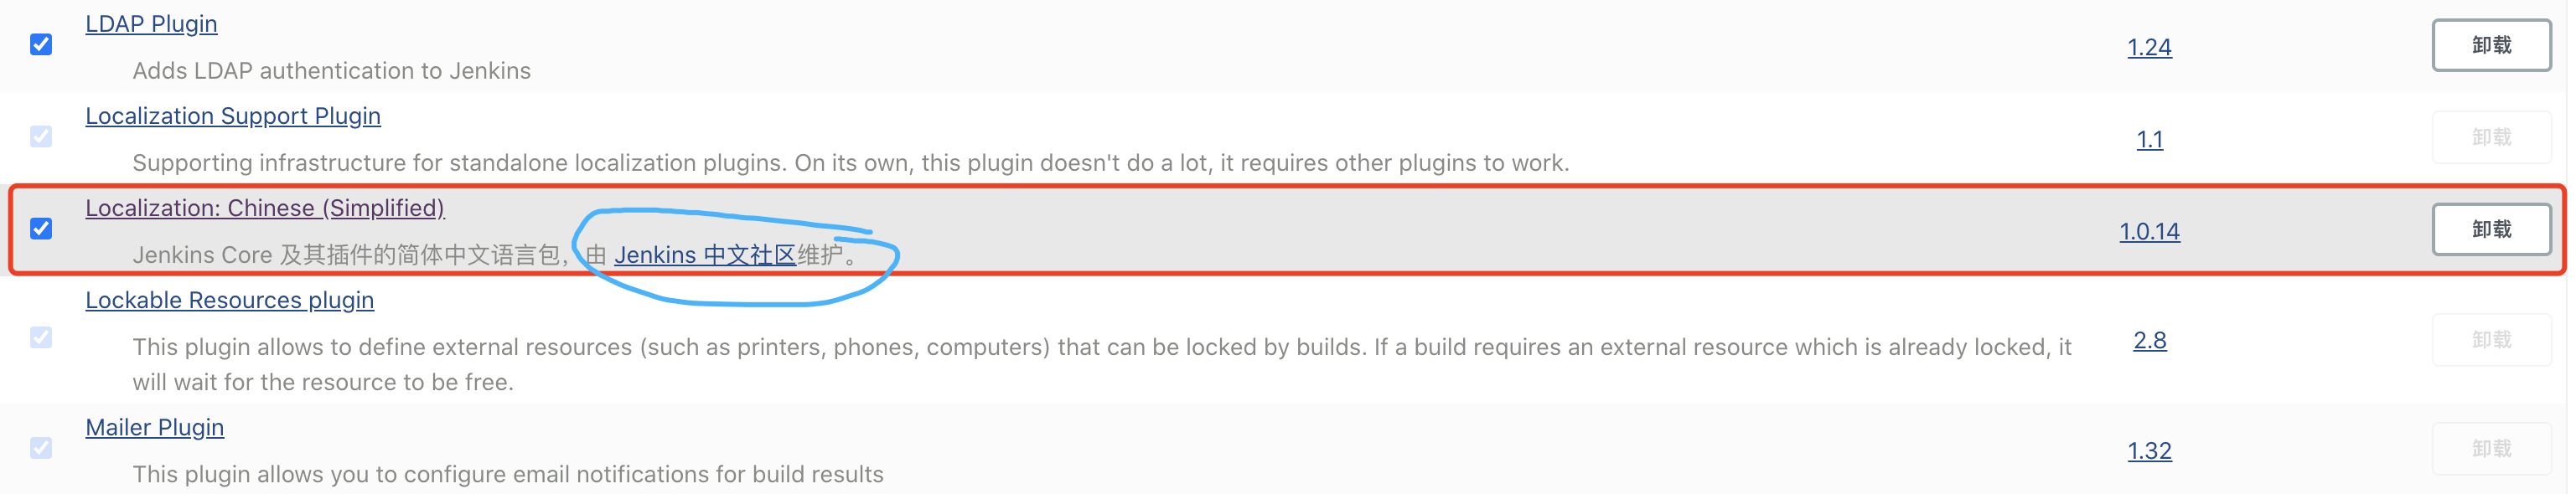 LDAP Plugin
Adds LDAP authentication to Jenkins
1.24
卸载
Localization Support Plugin
Supporting infrastructure for standalone localization plugins. On its own, this plugin doesn't do a lot, it requires other plugins to work.
1.1
卸载
Localization: Chinese (Simplified)
Jenkins Core 及其插件的简体中文语言包，由 Jenkins 中文社区维护。
1.0.14
卸载
Lockable Resources plugin
This plugin allows to define external resources (such as printers, phones, computers) that can be locked by builds. If a build requires an external resource which is already locked, it
will wait for the resource to be free.
2.8
卸载
Mailer Plugin
This plugin allows you to configure email notifications for build results
1.32
卸载